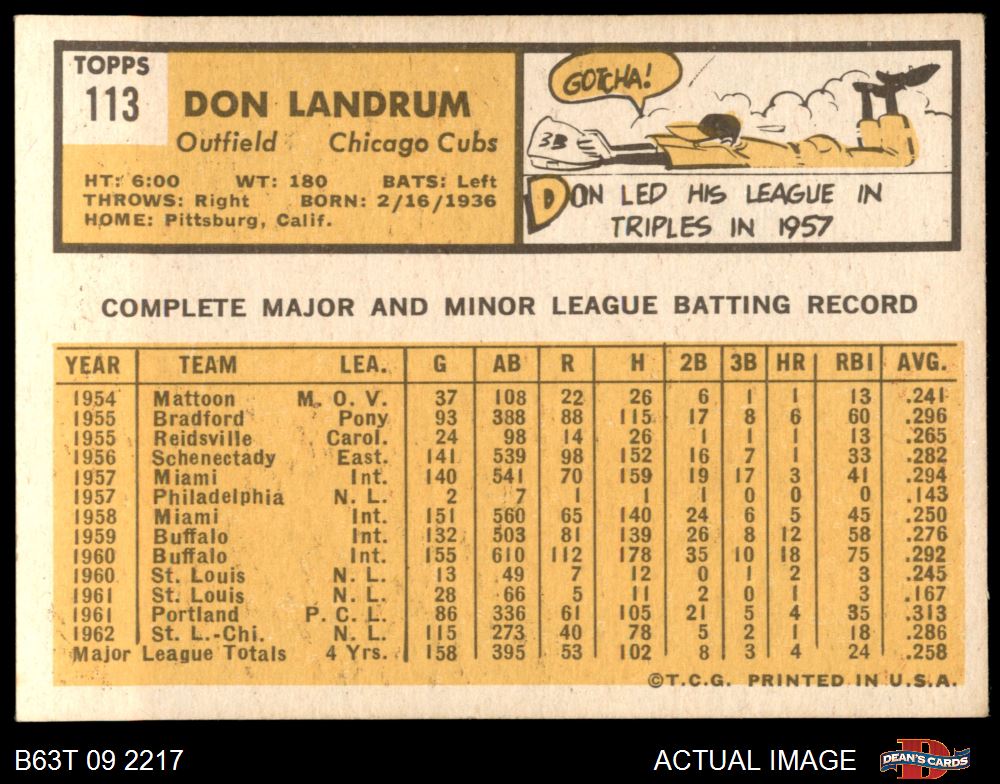 TOPPS
113
DON LANDRUM
Outfield Chicago Cubs
HT: 6:00 WT: 180 BATS: Left
THROWS: Right BORN: 2/16/1936
HOME: Pittsburg, Calif.
GOTCHA!
3B
DON LED HIS LEAGUE IN
TRIPLES IN 1957
COMPLETE MAJOR AND MINOR LEAGUE BATTING RECORD
YEAR TEAM LEA. G AB R H 2B 3B HR RBI AVG.
1954 Mattoon M. O. V. 37 108 22 26 6 1 1 13 .241
1955 Bradford Pony 93 388 88 115 17 8 6 60 .296
1955 Reidsville Carol. 24 98 14 26 1 1 1 13 .265
1956 Schenectady East. 141 539 98 152 16 7 1 33 .282
1957 Miami Int. 140 541 70 159 19 17 3 41 .294
1957 Philadelphia N. L. 2 7 1 1 1 0 0 0 .143
1958 Miami Int. 151 560 65 140 24 6 5 45 .250
1959 Buffalo Int. 132 503 81 139 26 8 12 58 .276
1960 Buffalo Int. 155 610 112 178 35 10 18 75 .292
1960 St. Louis N. L. 13 49 7 12 0 1 2 3 .245
1961 St. Louis N. L. 28 66 5 11 2 0 1 3 .167
1961 Portland P. C. L. 86 336 61 105 21 5 4 35 .313
1962 St. L.-Chi. N. L. 115 273 40 78 5 2 1 18 .286
Major League Totals 4 Yrs. 158 395 53 102 8 3 4 24 .258
©T.C.G. PRINTED IN U.S.A.
B63T 09 2217 ACTUAL IMAGE DEAN'S CARDS